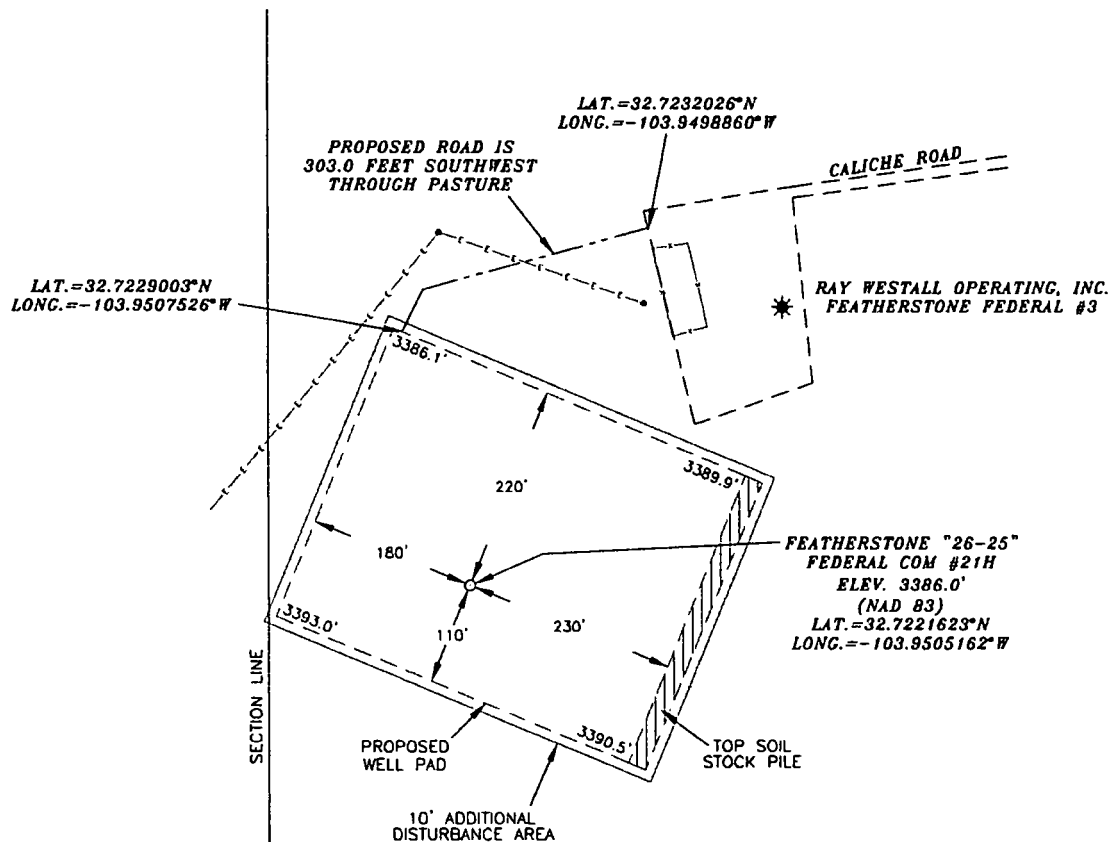 LAT.=32.7232026°N
LONG.=-103.9498860°W
PROPOSED ROAD IS
303.0 FEET SOUTHWEST
THROUGH PASTURE
CALICHE ROAD
LAT.=32.7229003°N
LONG.=-103.9507526°W
RAY WESTALL OPERATING, INC.
FEATHERSTONE FEDERAL #3
3386.1'
3389.9'
220'
180'
FEATHERSTONE "26-25"
FEDERAL COM #21H
ELEV. 3386.0'
(NAD 83)
LAT.=32.7221623°N
LONG.=-103.9505162°W
3393.0'
110'
230'
SECTION LINE
3390.5'
PROPOSED
WELL PAD
TOP SOIL
STOCK PILE
10' ADDITIONAL
DISTURBANCE AREA